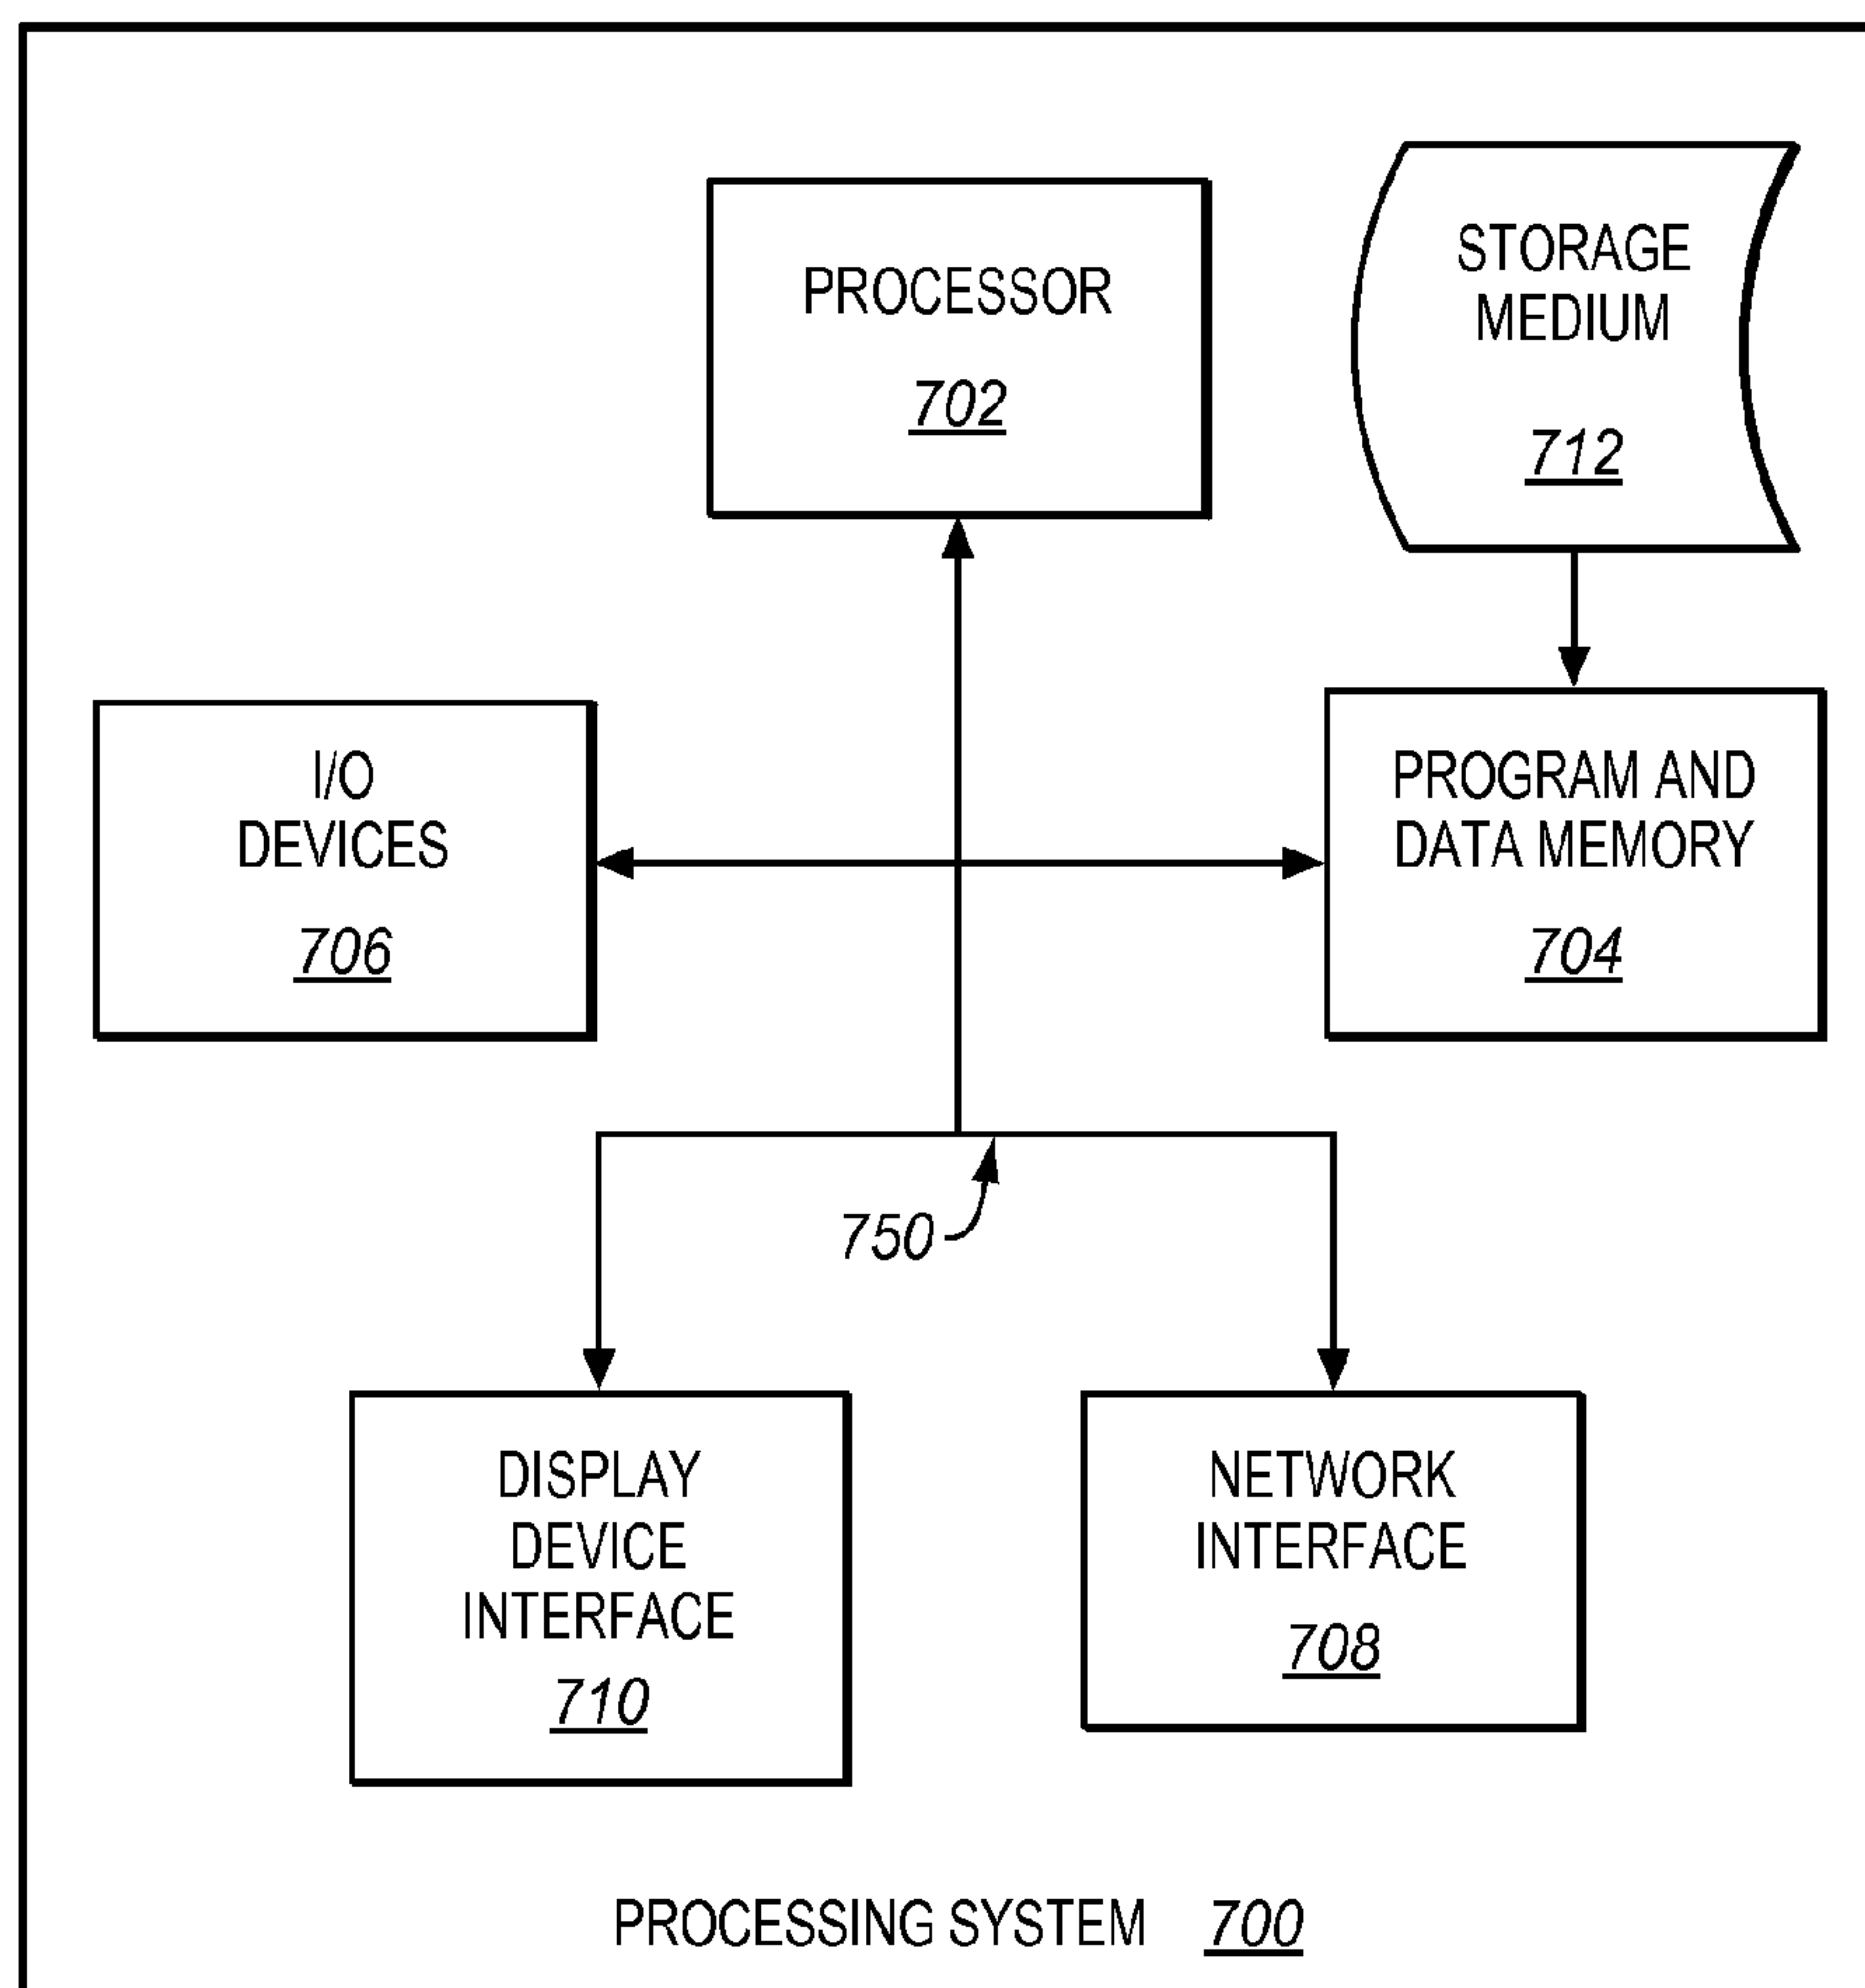 PROCESSOR
702
STORAGE
MEDIUM
712
I/O
DEVICES
706
PROGRAM AND
DATA MEMORY
704
750
DISPLAY
DEVICE
INTERFACE
710
NETWORK
INTERFACE
708
PROCESSING SYSTEM 700